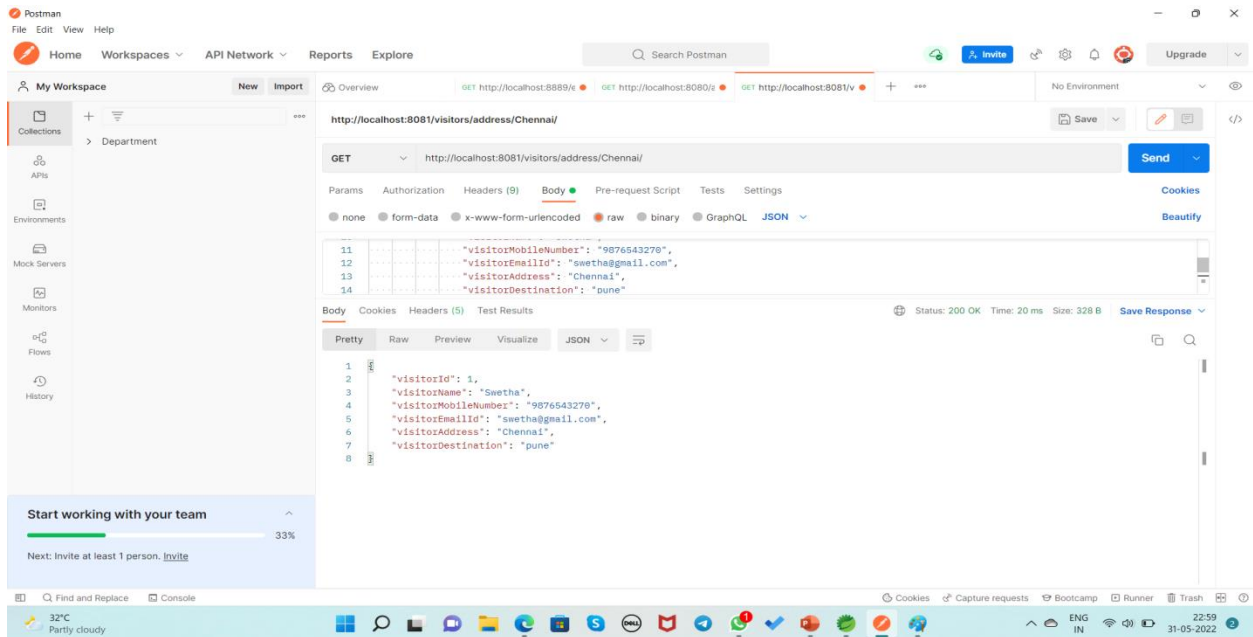 Postman
File Edit View Help
Home Workspaces API Network Reports Explore Search Postman Invite Upgrade
My Workspace New Import Overview GET http://localhost:8889/e GET http://localhost:8080/z GET http://localhost:8081/v No Environment
Collections
Department
APIs
Environments
Mock Servers
Monitors
Flows
History
http://localhost:8081/visitors/address/Chennai/ Save
GET http://localhost:8081/visitors/address/Chennai/ Send
Params Authorization Headers (9) Body Pre-request Script Tests Settings Cookies
none form-data x-www-form-urlencoded raw binary GraphQL JSON Beautify
11 "visitorMobileNumber": "9876543270",
12 "visitorEmailId": "swetha@gmail.com",
13 "visitorAddress": "Chennai",
14 "visitorDestination": "pune"
Body Cookies Headers (5) Test Results Status: 200 OK Time: 20 ms Size: 328 B Save Response
Pretty Raw Preview Visualize JSON
1 {
2 "visitorId": 1,
3 "visitorName": "Swetha",
4 "visitorMobileNumber": "9876543270",
5 "visitorEmailId": "swetha@gmail.com",
6 "visitorAddress": "Chennai",
7 "visitorDestination": "pune"
8 }
Start working with your team
33%
Next: Invite at least 1 person. Invite
Find and Replace Console Cookies Capture requests Bootcamp Runner Trash
32°C
Partly cloudy
DELL
1
ENG
IN
22:59
31-05-2022
2